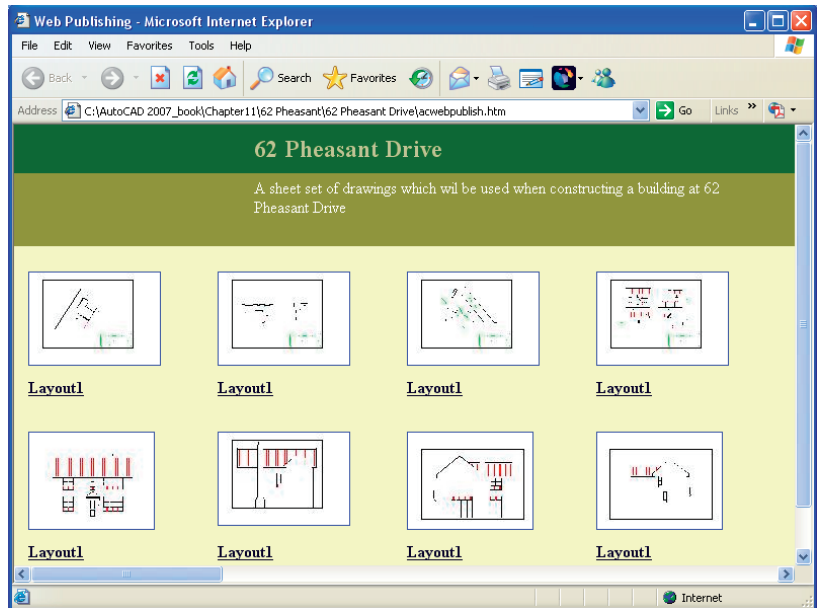 Web Publishing - Microsoft Internet Explorer
File Edit View Favorites Tools Help
Back Search Favorites
Address C:\AutoCAD 2007_book\Chapter11\62 Pheasant\62 Pheasant Drive\acwebpublish.htm Go Links »
62 Pheasant Drive
A sheet set of drawings which wil be used when constructing a building at 62
Pheasant Drive
Layout1 Layout1 Layout1 Layout1
Layout1 Layout1 Layout1 Layout1
Internet